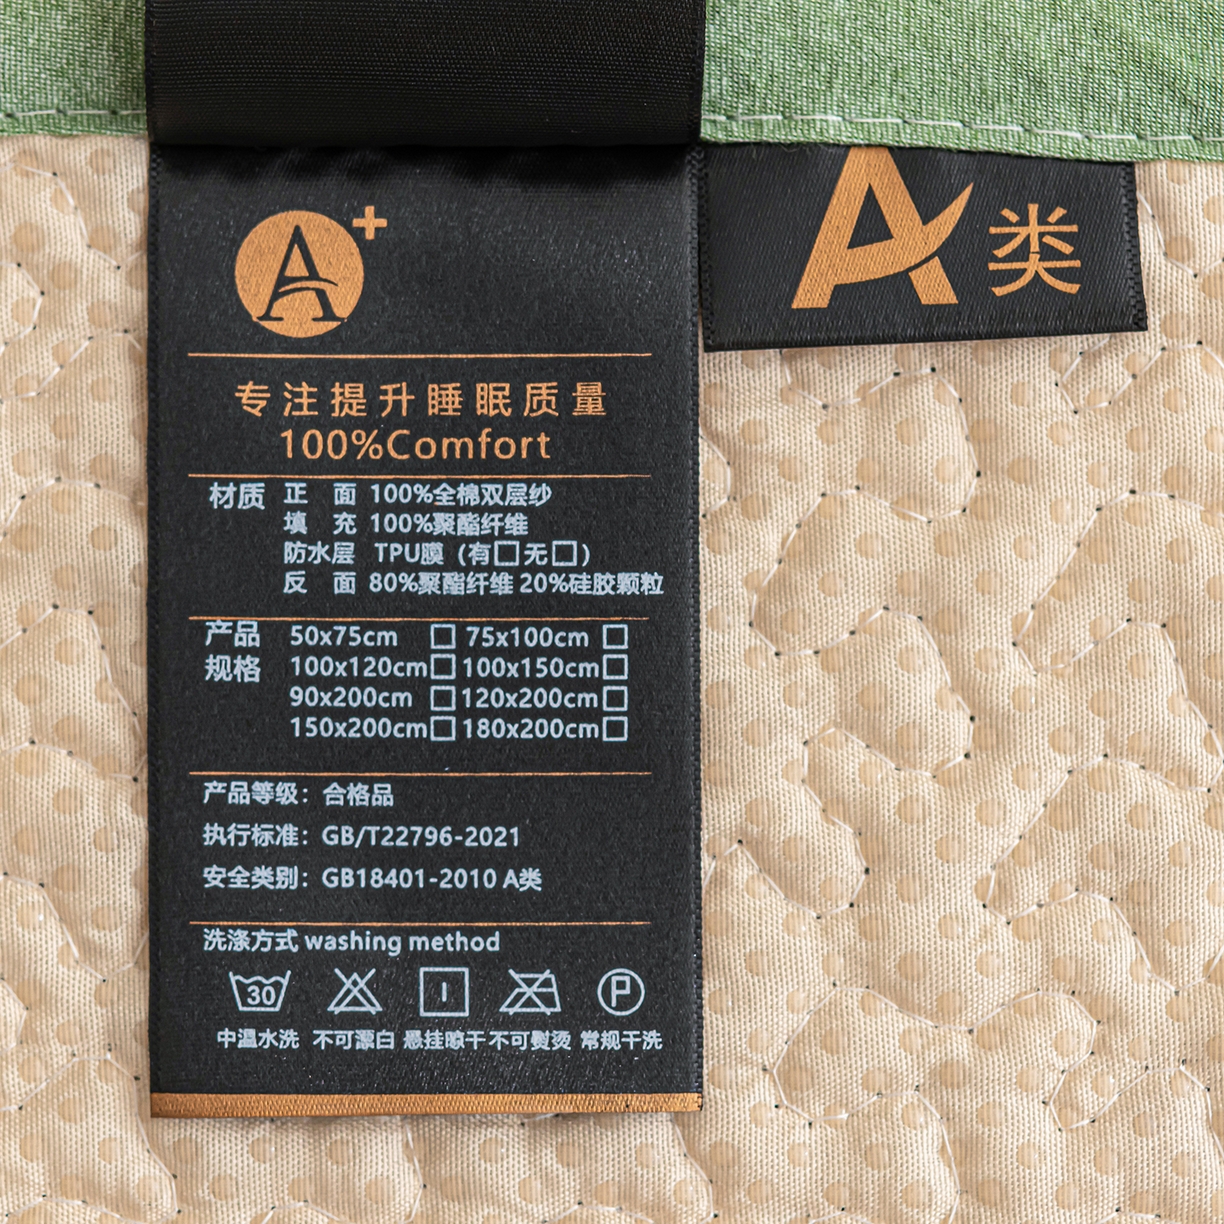 A+
A类
专注提升睡眠质量
100%Comfort
材质 正 面 100%全棉双层纱
填 充 100%聚酯纤维
防水层 TPU膜（有□无□）
反 面 80%聚酯纤维 20%硅胶颗粒
产品规格
50x75cm □ 75x100cm □
100x120cm□ 100x150cm□
90x200cm □ 120x200cm□
150x200cm□ 180x200cm□
产品等级：合格品
执行标准：GB/T22796-2021
安全类别：GB18401-2010 A类
洗涤方式 washing method
30 P
中温水洗 不可漂白 悬挂晾干 不可熨烫 常规干洗